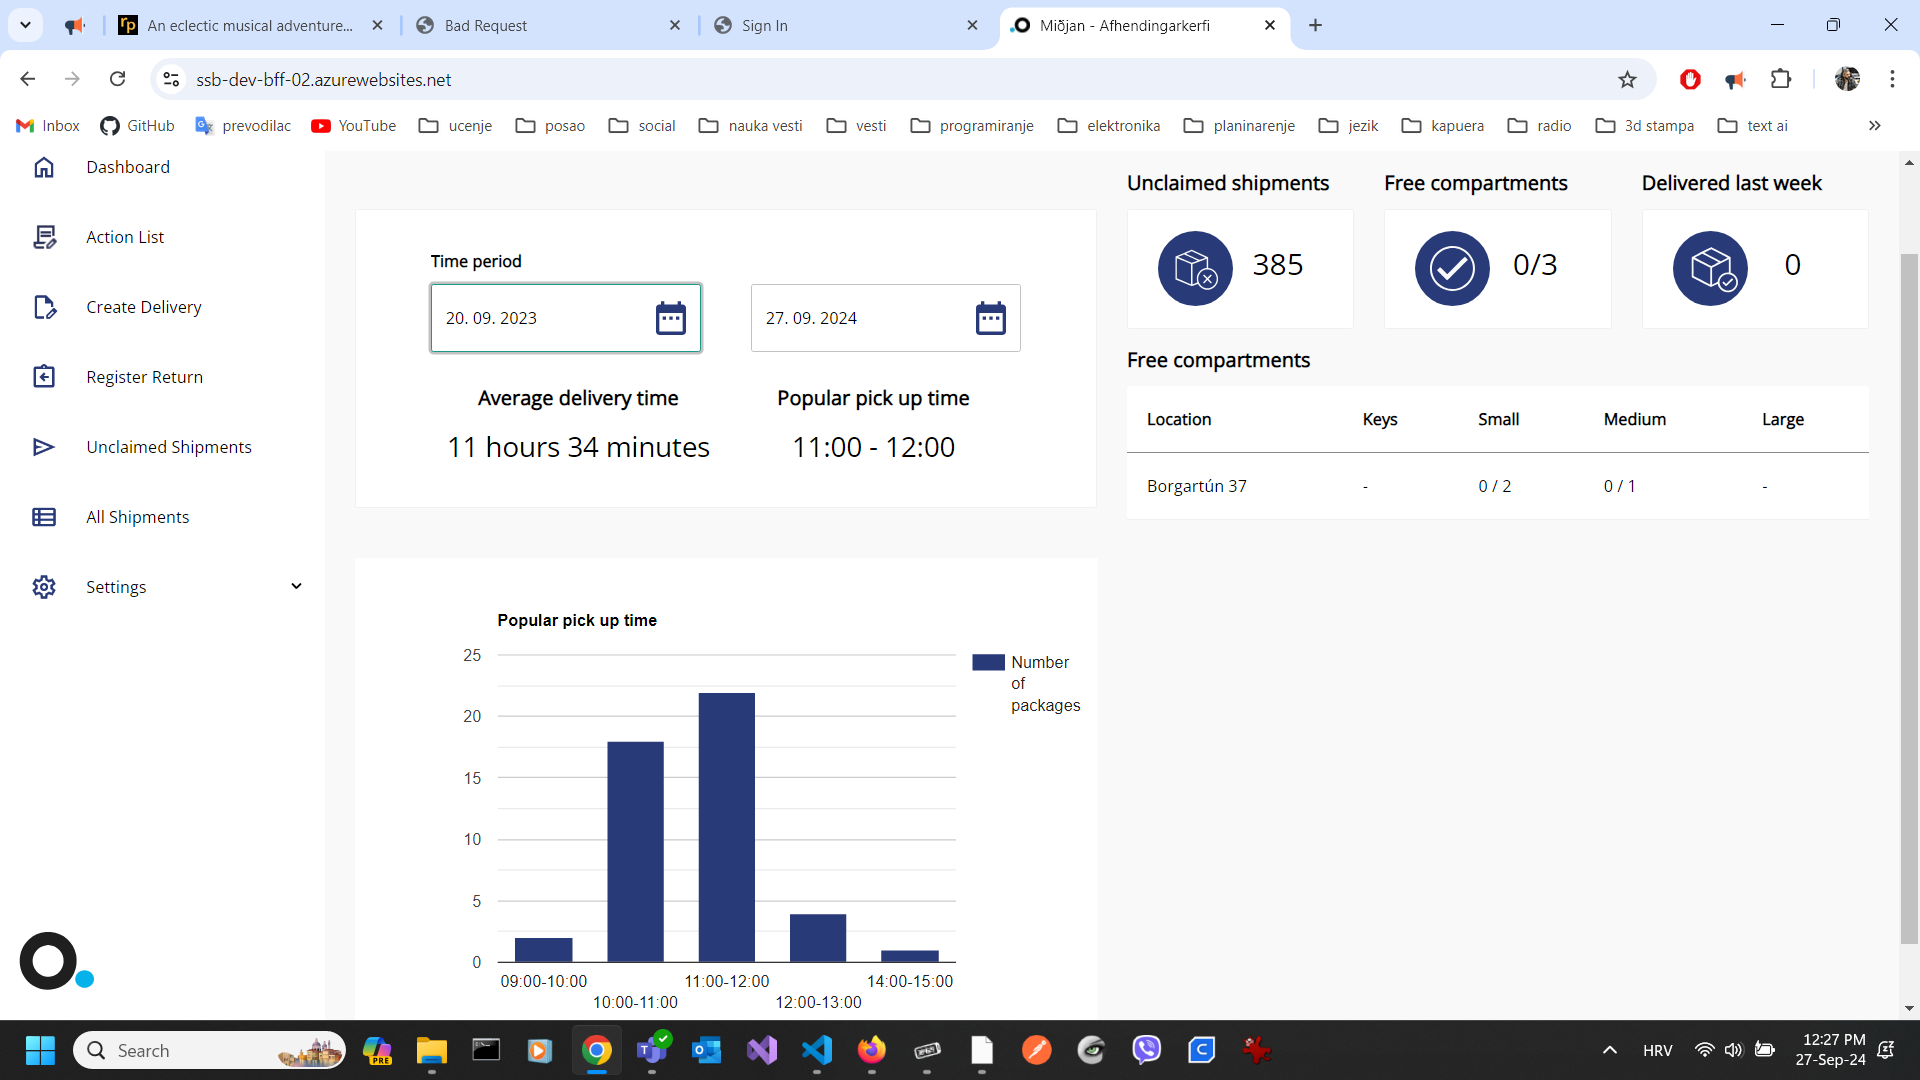 An eclectic musical adventure...
Bad Request
Sign In
Miðjan - Afhendingarkerfi
ssb-dev-bff-02.azurewebsites.net
Inbox
GitHub
prevodilac
YouTube
ucenje
posao
social
nauka vesti
vesti
programiranje
elektronika
planinarenje
jezik
kapuera
radio
3d stampa
text ai
Dashboard
Action List
Create Delivery
Register Return
Unclaimed Shipments
All Shipments
Settings
Time period
20. 09. 2023
27. 09. 2024
Average delivery time
Popular pick up time
11 hours 34 minutes
11:00 - 12:00
Unclaimed shipments
Free compartments
Delivered last week
385
0/3
0
Free compartments
Location Keys Small Medium Large
Borgartún 37 - 0 / 2 0 / 1 -
Popular pick up time
25
20
15
10
5
0
Number
of
packages
09:00-10:00
10:00-11:00
11:00-12:00
12:00-13:00
14:00-15:00
Search
PRE
HRV
12:27 PM
27-Sep-24